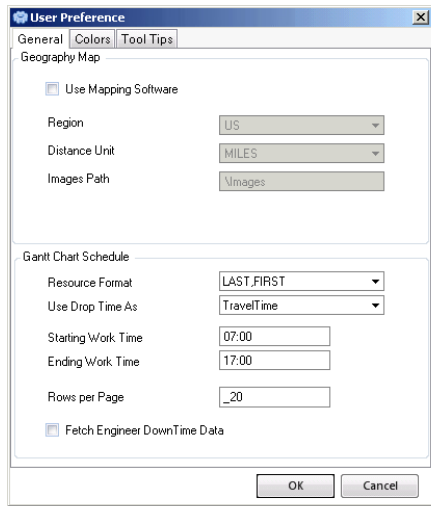 User Preference
General Colors Tool Tips
Geography Map
Use Mapping Software
Region US
Distance Unit MILES
Images Path \Images
Gantt Chart Schedule
Resource Format LAST,FIRST
Use Drop Time As TravelTime
Starting Work Time 07:00
Ending Work Time 17:00
Rows per Page _20
Fetch Engineer DownTime Data
OK Cancel